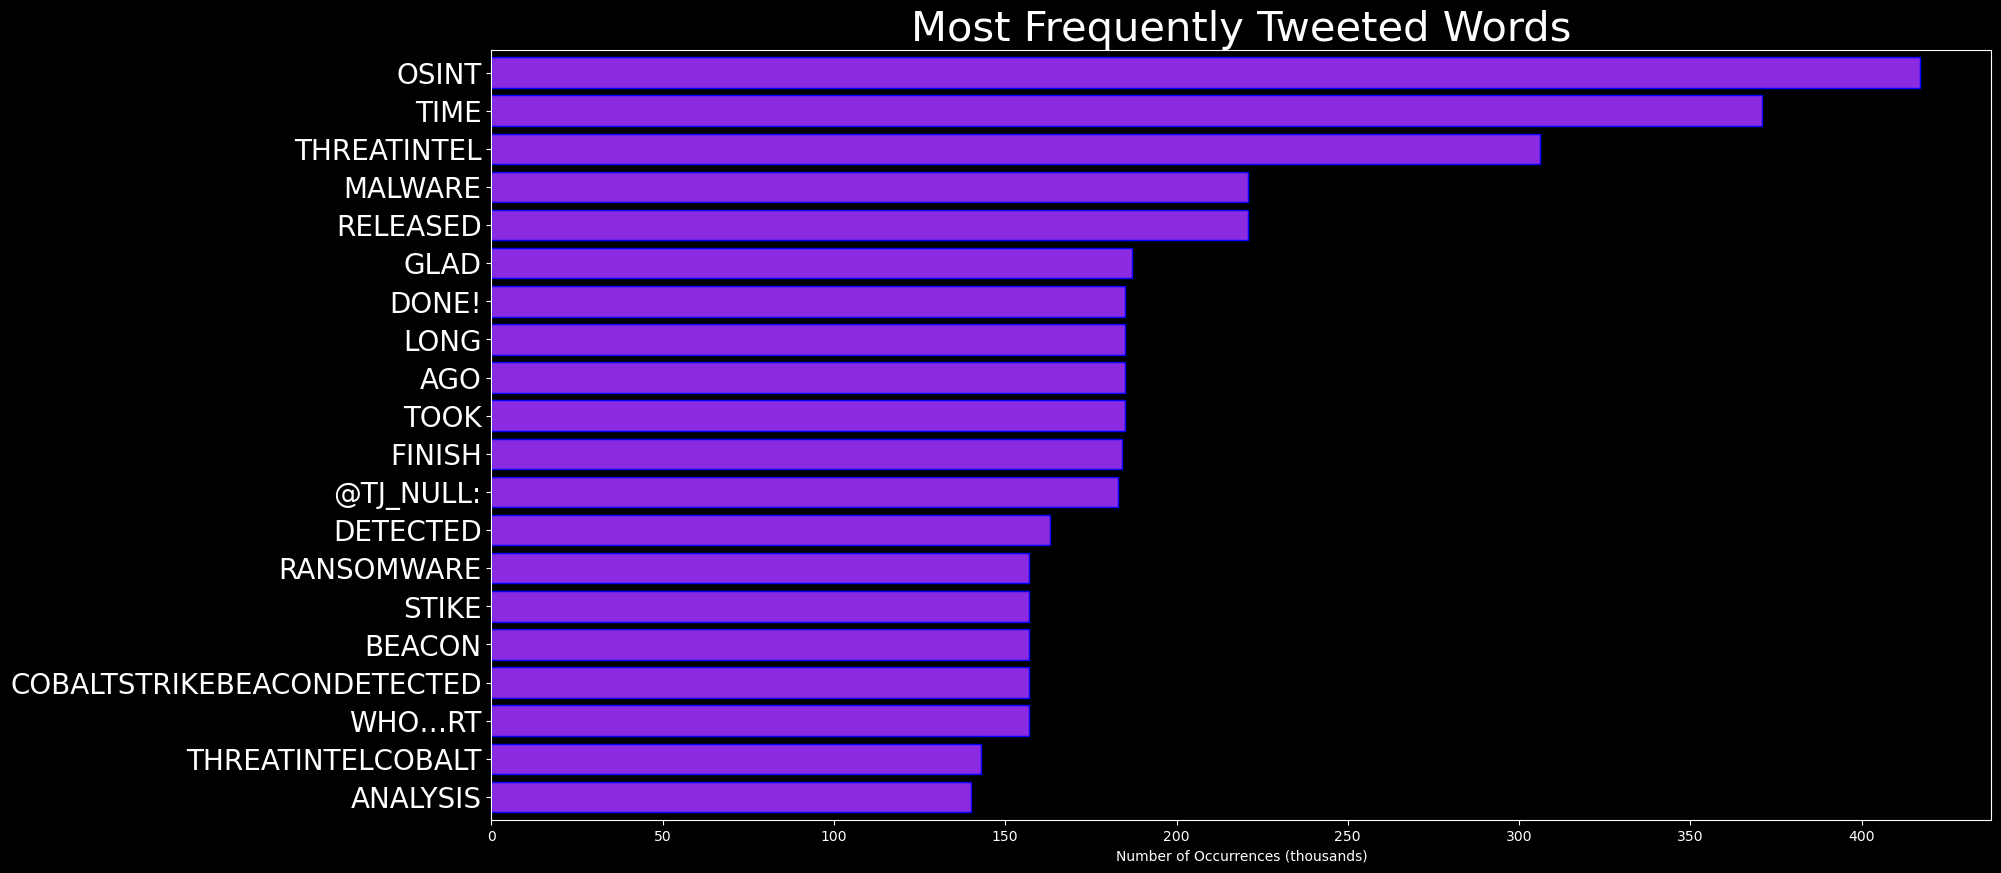 Most Frequently Tweeted Words
OSINT
TIME
THREATINTEL
MALWARE
RELEASED
GLAD
DONE!
LONG
AGO
TOOK
FINISH
@TJ_NULL:
DETECTED
RANSOMWARE
STIKE
BEACON
COBALTSTRIKEBEACONDETECTED
WHO…RT
THREATINTELCOBALT
ANALYSIS
0 50 100 150 200 250 300 350 400
Number of Occurrences (thousands)